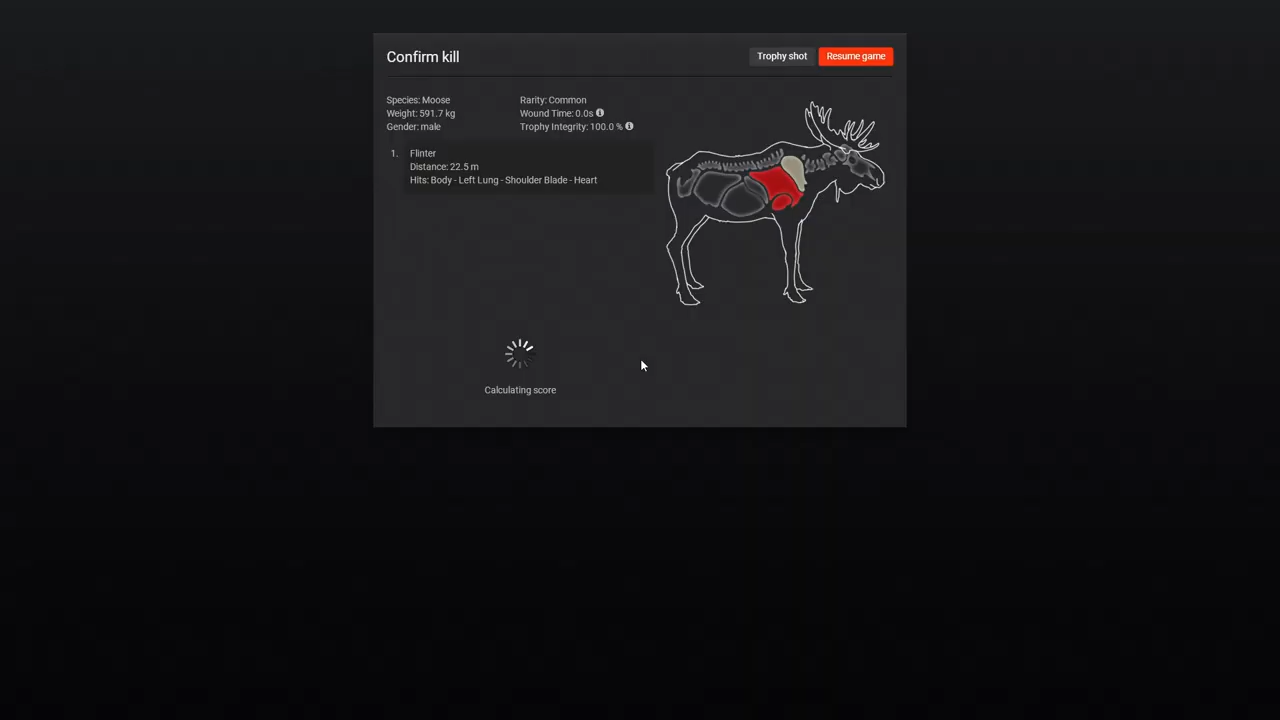 Confirm kill
Trophy shot
Resume game
Species: Moose
Weight: 591.7 kg
Gender: male
Rarity: Common
Wound Time: 0.0s
Trophy Integrity: 100.0 %
1.
Flinter
Distance: 22.5 m
Hits: Body - Left Lung - Shoulder Blade - Heart
Calculating score